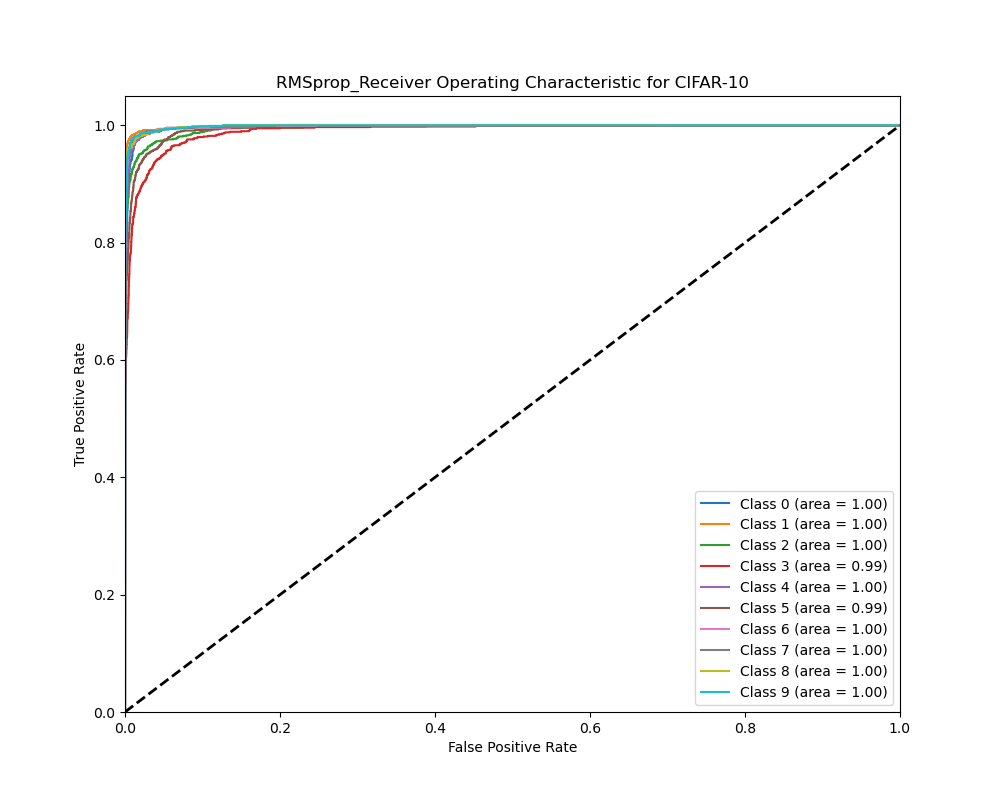 RMSprop_Receiver Operating Characteristic for CIFAR-10
True Positive Rate
1.0
0.8
0.6
0.4
0.2
0.0
Class 0 (area = 1.00)
Class 1 (area = 1.00)
Class 2 (area = 1.00)
Class 3 (area = 0.99)
Class 4 (area = 1.00)
Class 5 (area = 0.99)
Class 6 (area = 1.00)
Class 7 (area = 1.00)
Class 8 (area = 1.00)
Class 9 (area = 1.00)
0.0 0.2 0.4 0.6 0.8 1.0
False Positive Rate